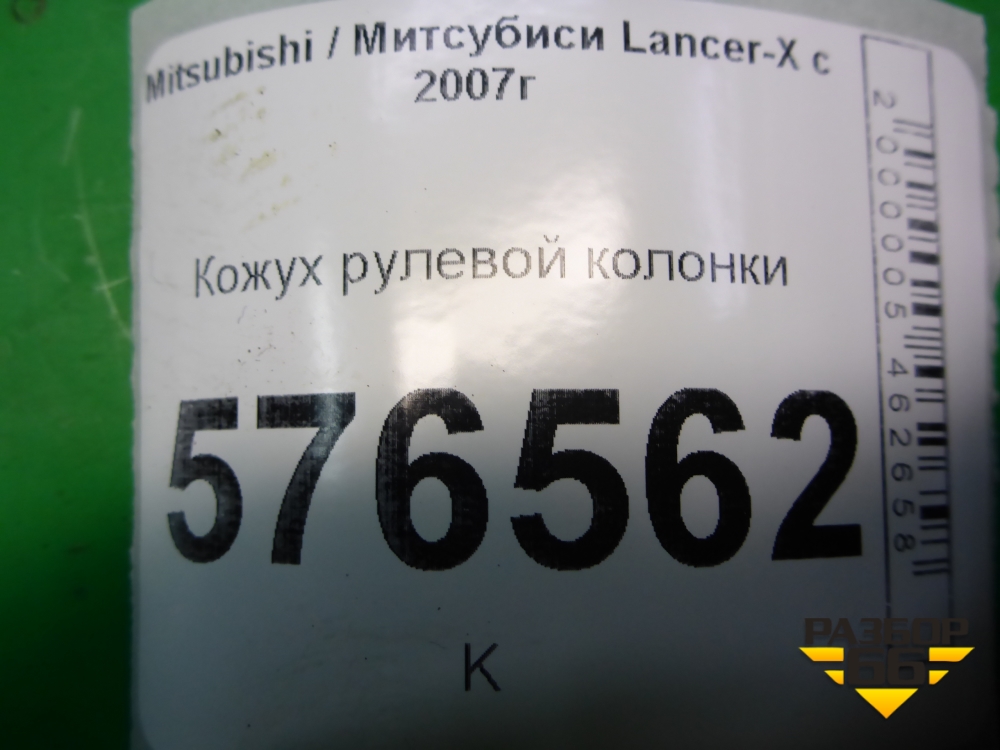 Mitsubishi / Митсубиси Lancer-X с
2007г
Кожух рулевой колонки
576562
К
2000005462658
РАЗБОР
66